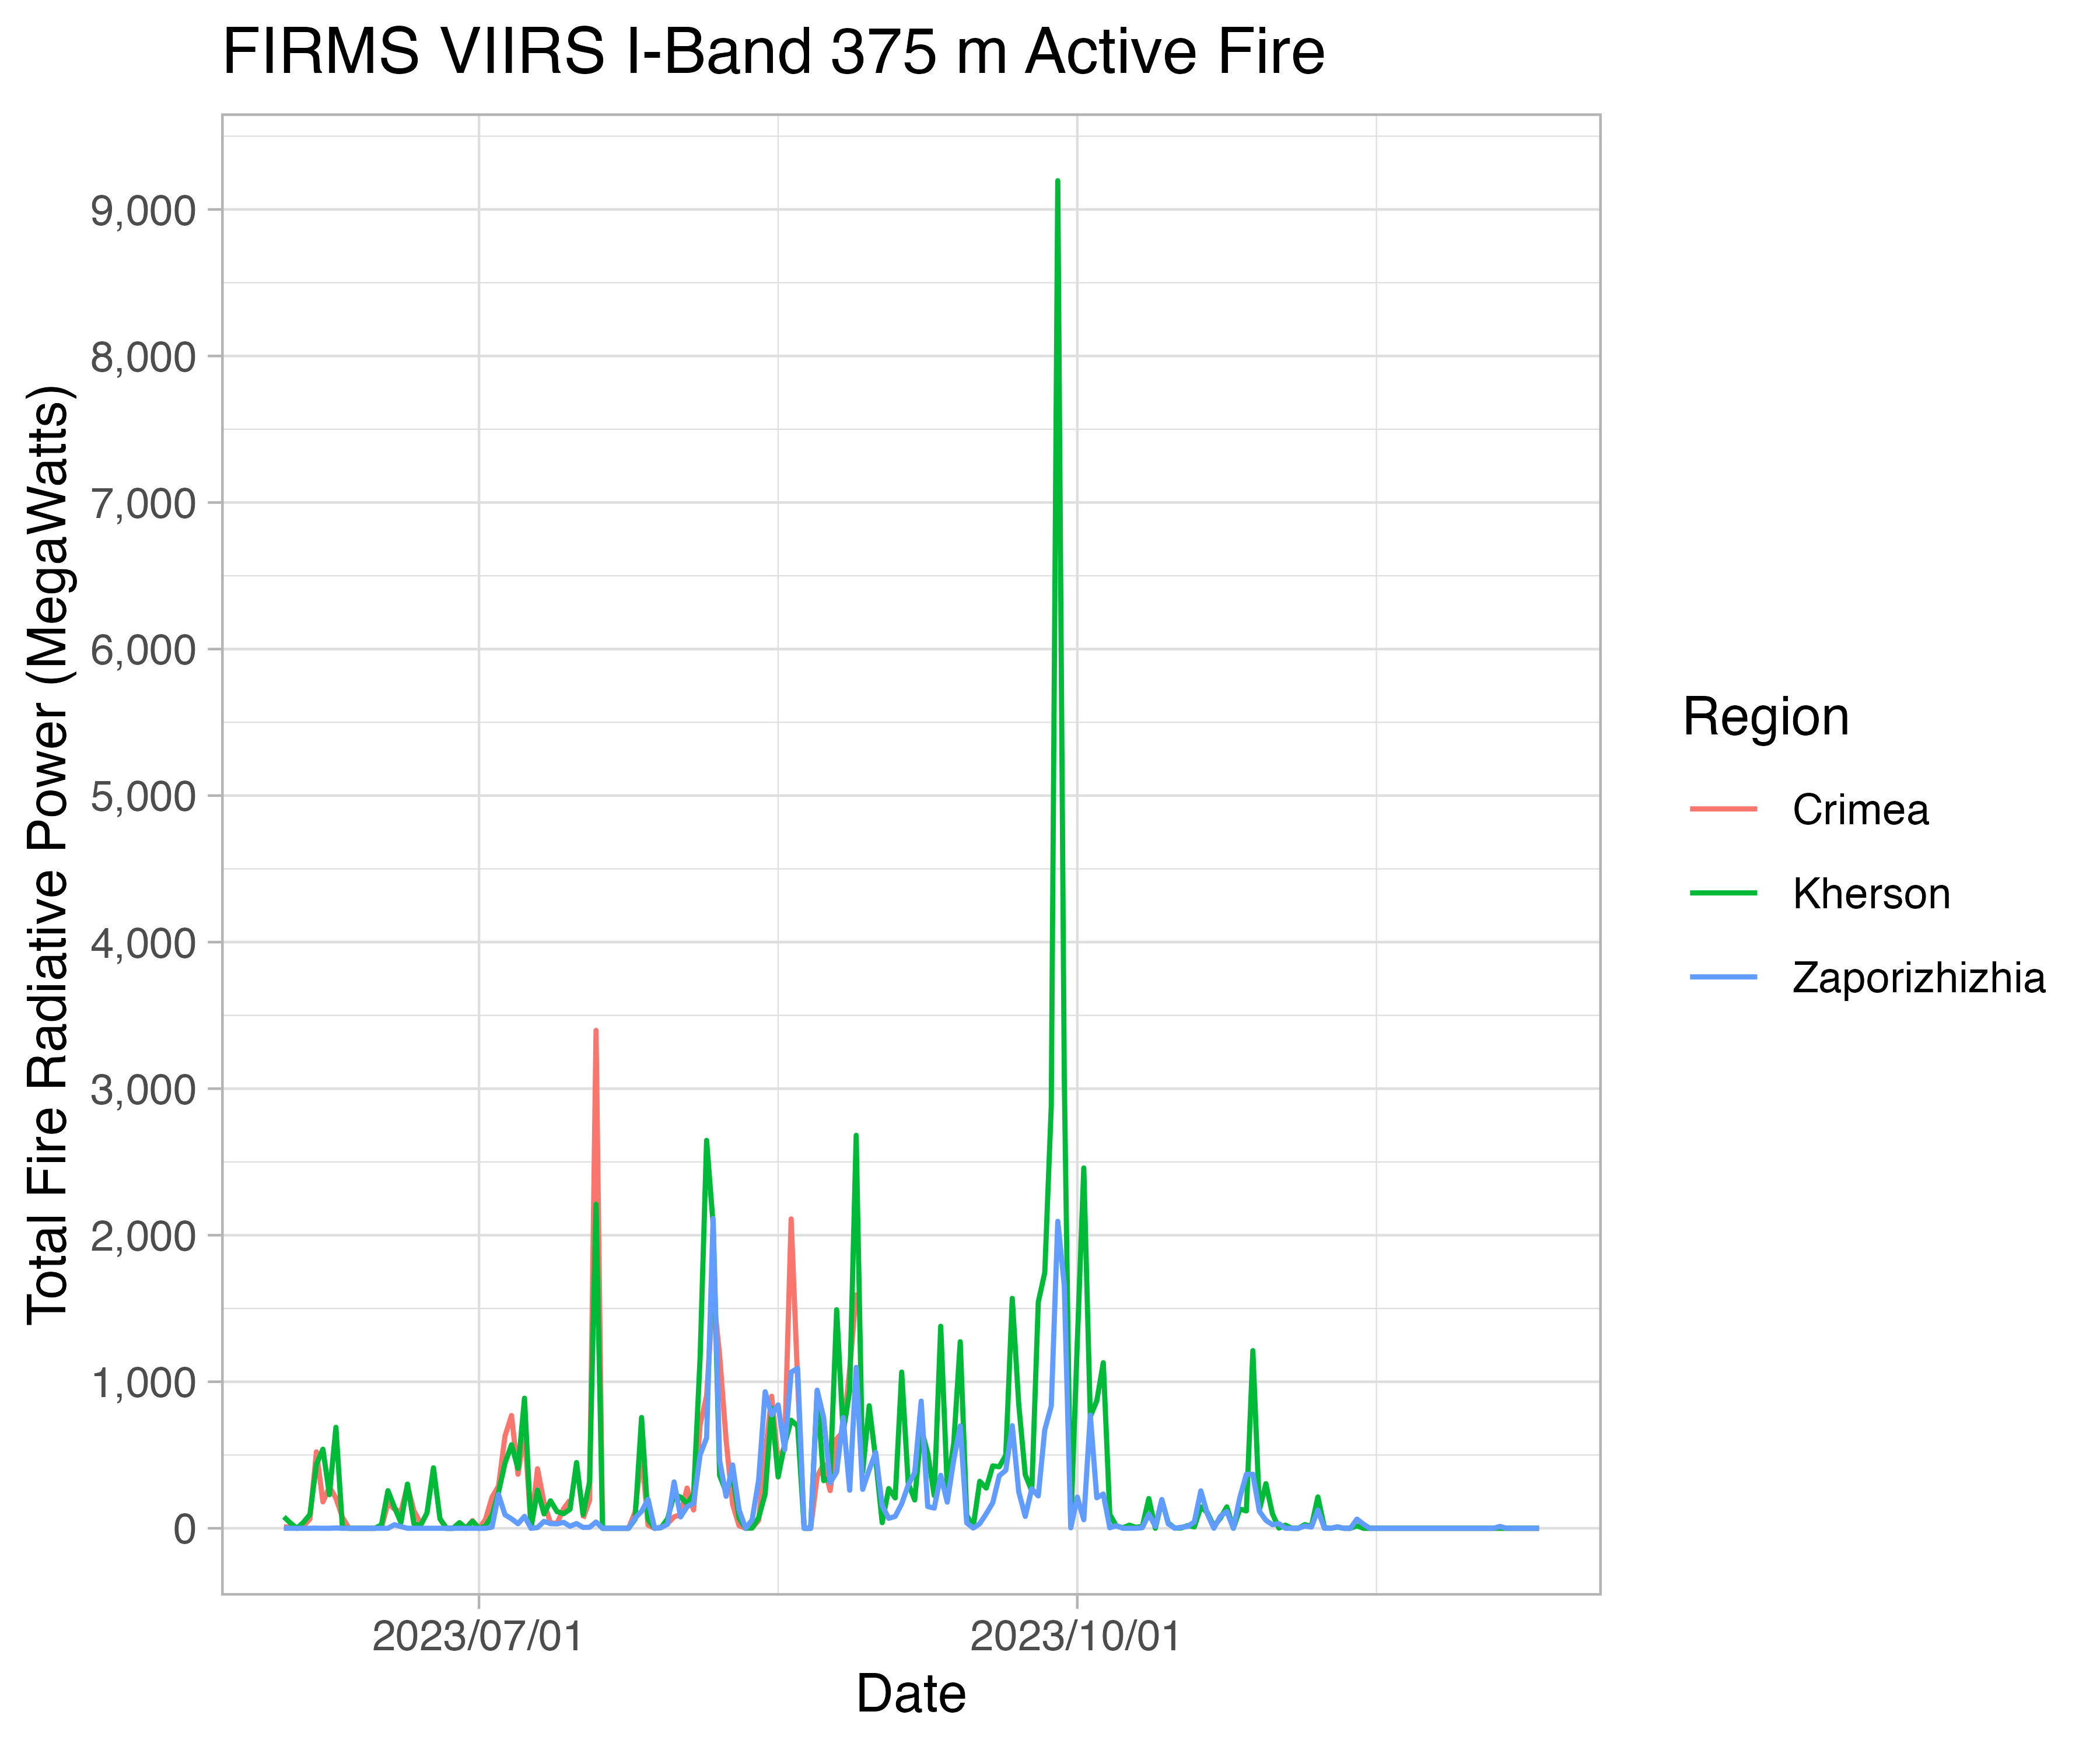 FIRMS VIIRS I-Band 375 m Active Fire
Total Fire Radiative Power (MegaWatts)
9,000
8,000
7,000
6,000
5,000
4,000
3,000
2,000
1,000
0
2023/07/01
2023/10/01
Date
Region
Crimea
Kherson
Zaporizhizhia